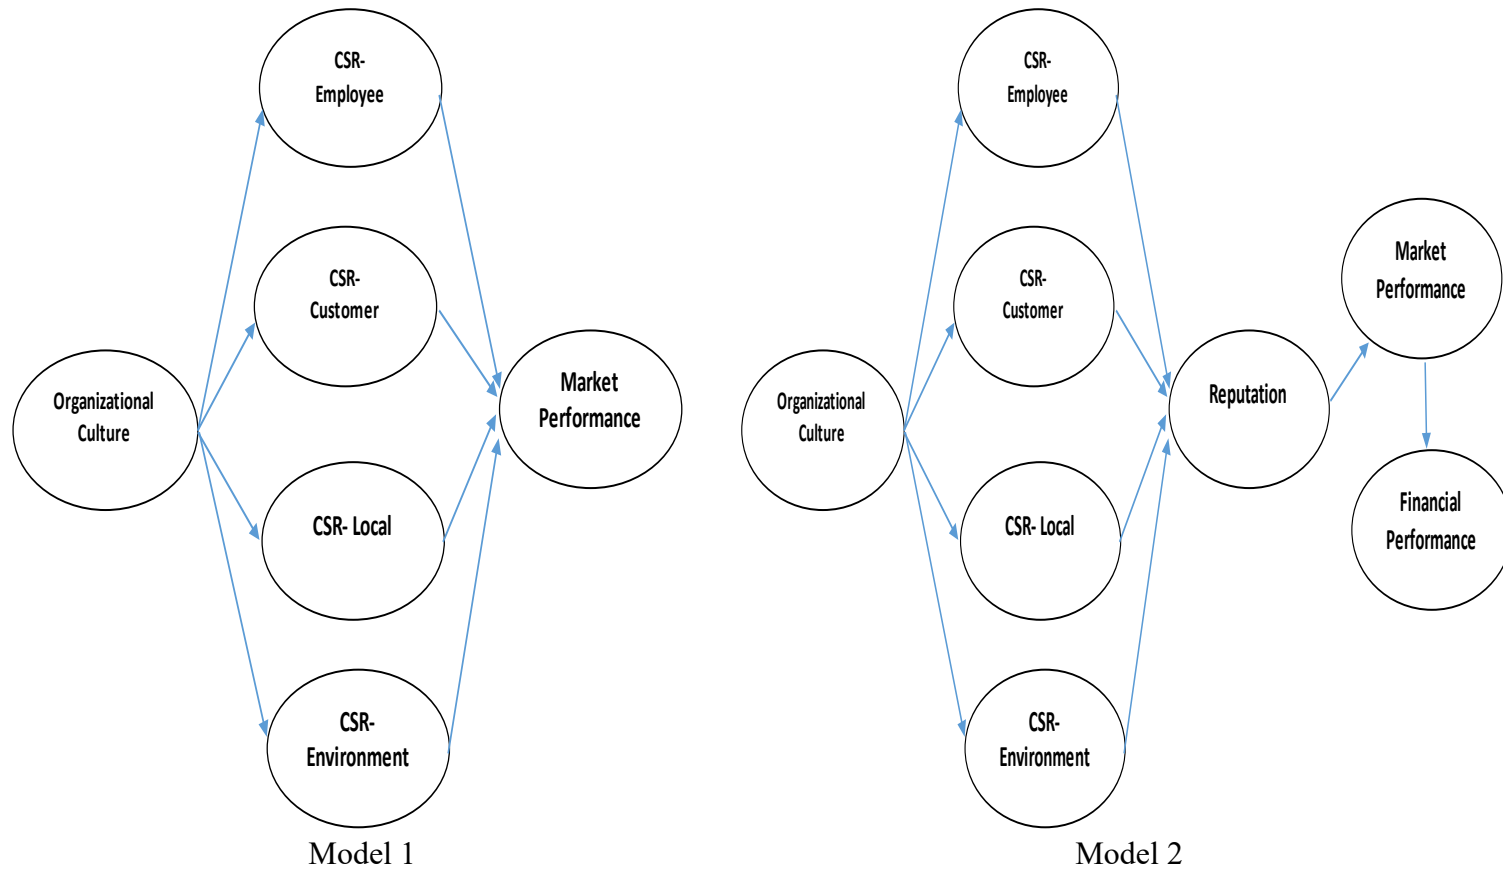 CSR-
Employee
CSR-
Customer
Organizational
Culture
Market
Performance
CSR- Local
CSR-
Environment
Model 1
CSR-
Employee
CSR-
Customer
Organizational
Culture
Reputation
Market
Performance
Financial
Performance
CSR- Local
CSR-
Environment
Model 2